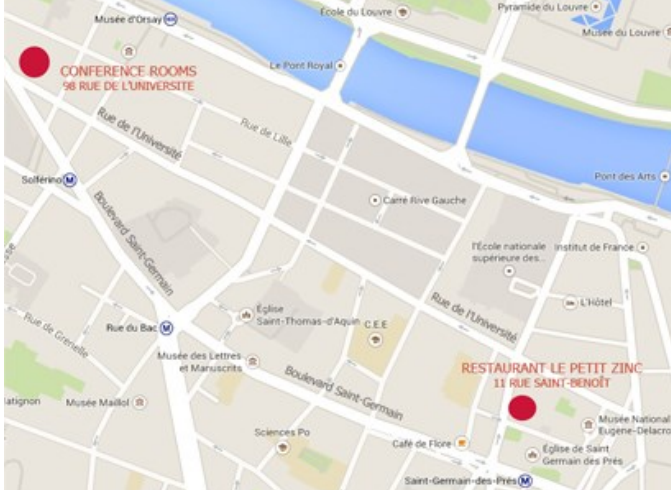 École du Louvre
Pyramide du Louvre
Musée d'Orsay
Musée du Louvre
Le Pont Royal
CONFERENCE ROOMS
98 RUE DE L'UNIVERSITE
Rue de l'Université
Rue de Lille
Solférino
M
Pont des Arts
Carré Rive Gauche
Boulevard Saint-Germain
l'École nationale
supérieure des...
Institut de France
L'Hôtel
Rue de l'Université
Église
Saint-Thomas-d'Aquin
C.E.E
Rue du Bac
M
Rue de Grenelle
Musée des Lettres
et Manuscrits
Boulevard Saint-Germain
RESTAURANT LE PETIT ZINC
11 RUE SAINT-BENOÎT
latignon
Musée Maillol
Musée National
Eugene-Delacro
Sciences Po
Café de Flore
Église de Saint
Germain des Prés
Saint-Germain-des-Prés
M